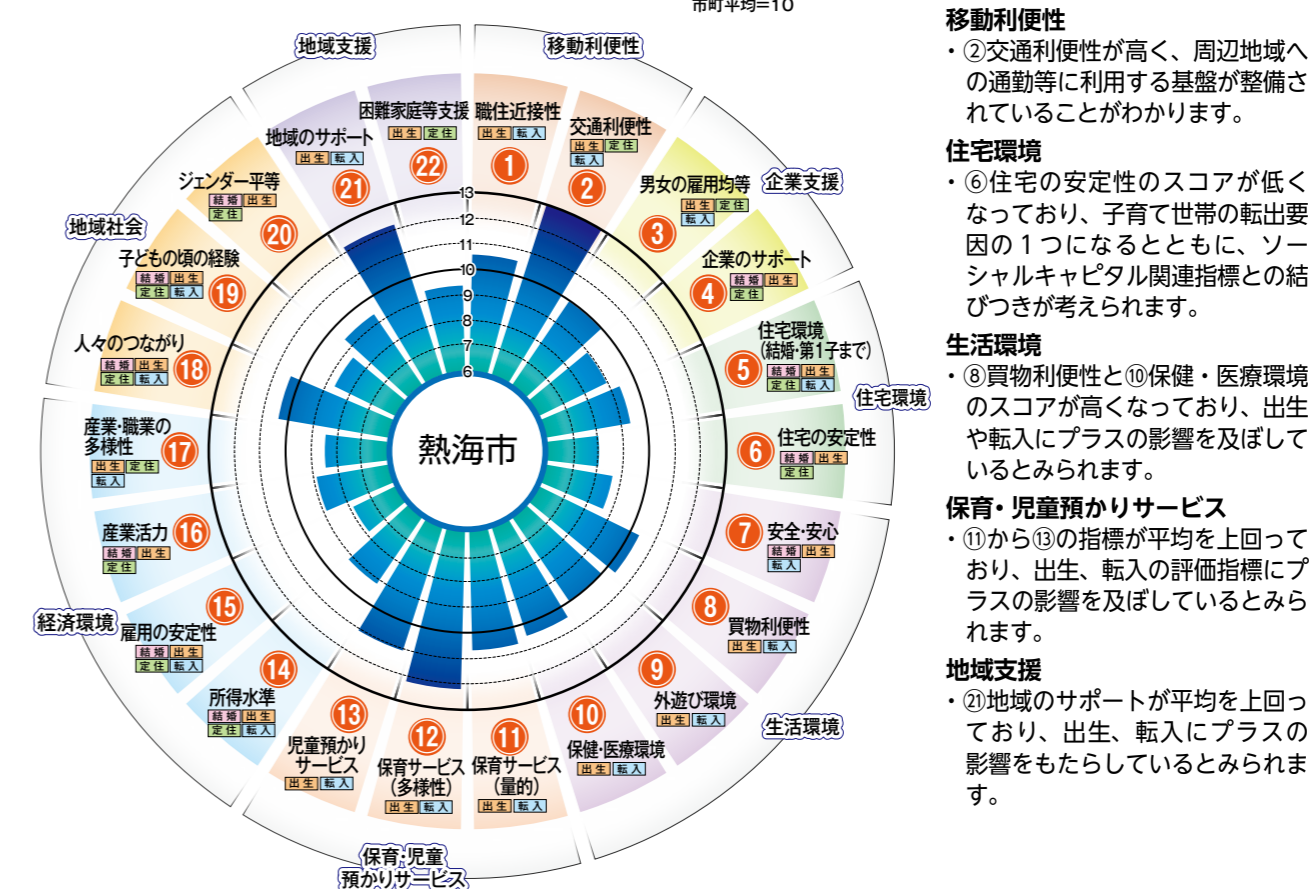 市町平均=10
地域支援
移動利便性
企業支援
住宅環境
生活環境
保育・児童
預かりサービス
経済環境
地域社会
熱海市
13
12
11
10
9
8
7
6
職住近接性
出生 転入
①
交通利便性
出生 定住
転入
②
男女の雇用均等
出生 定住
転入
③
企業のサポート
結婚 出生
定住
④
住宅環境
(結婚・第1子まで)
結婚 出生
定住 転入
⑤
住宅の安定性
結婚 出生
定住
⑥
安全・安心
結婚 出生
転入
⑦
買物利便性
出生 転入
⑧
外遊び環境
出生 転入
⑨
保健・医療環境
出生 転入
⑩
保育サービス
(量的)
出生 転入
⑪
保育サービス
(多様性)
出生 転入
⑫
児童預かり
サービス
出生 転入
⑬
所得水準
結婚 出生
定住 転入
⑭
雇用の安定性
結婚 出生
定住 転入
⑮
産業活力
結婚 出生
定住
⑯
産業・職業の
多様性
出生 定住
転入
⑰
人々のつながり
結婚 出生
定住 転入
⑱
子どもの頃の経験
結婚 出生
定住 転入
⑲
ジェンダー平等
結婚 出生
定住
⑳
地域のサポート
出生 転入
㉑
困難家庭等支援
出生 定住
㉒
移動利便性
・②交通利便性が高く、周辺地域へ
の通勤等に利用する基盤が整備さ
れていることがわかります。
住宅環境
・⑥住宅の安定性のスコアが低く
なっており、子育て世帯の転出要
因の1つになるとともに、ソー
シャルキャピタル関連指標との結
びつきが考えられます。
生活環境
・⑧買物利便性と⑩保健・医療環境
のスコアが高くなっており、出生
や転入にプラスの影響を及ぼして
いるとみられます。
保育・児童預かりサービス
・⑪から⑬の指標が平均を上回って
おり、出生、転入の評価指標にプ
ラスの影響を及ぼしているとみら
れます。
地域支援
・㉑地域のサポートが平均を上回っ
ており、出生、転入にプラスの
影響をもたらしているとみられま
す。